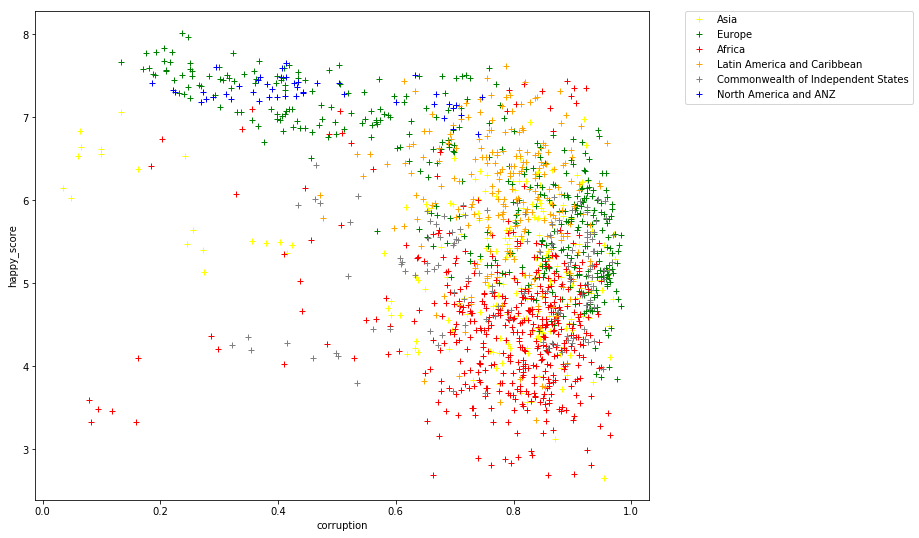 Asia
Europe
Africa
Latin America and Caribbean
Commonwealth of Independent States
North America and ANZ
8
7
6
5
4
3
happy_score
0.0 0.2 0.4 0.6 0.8 1.0
corruption